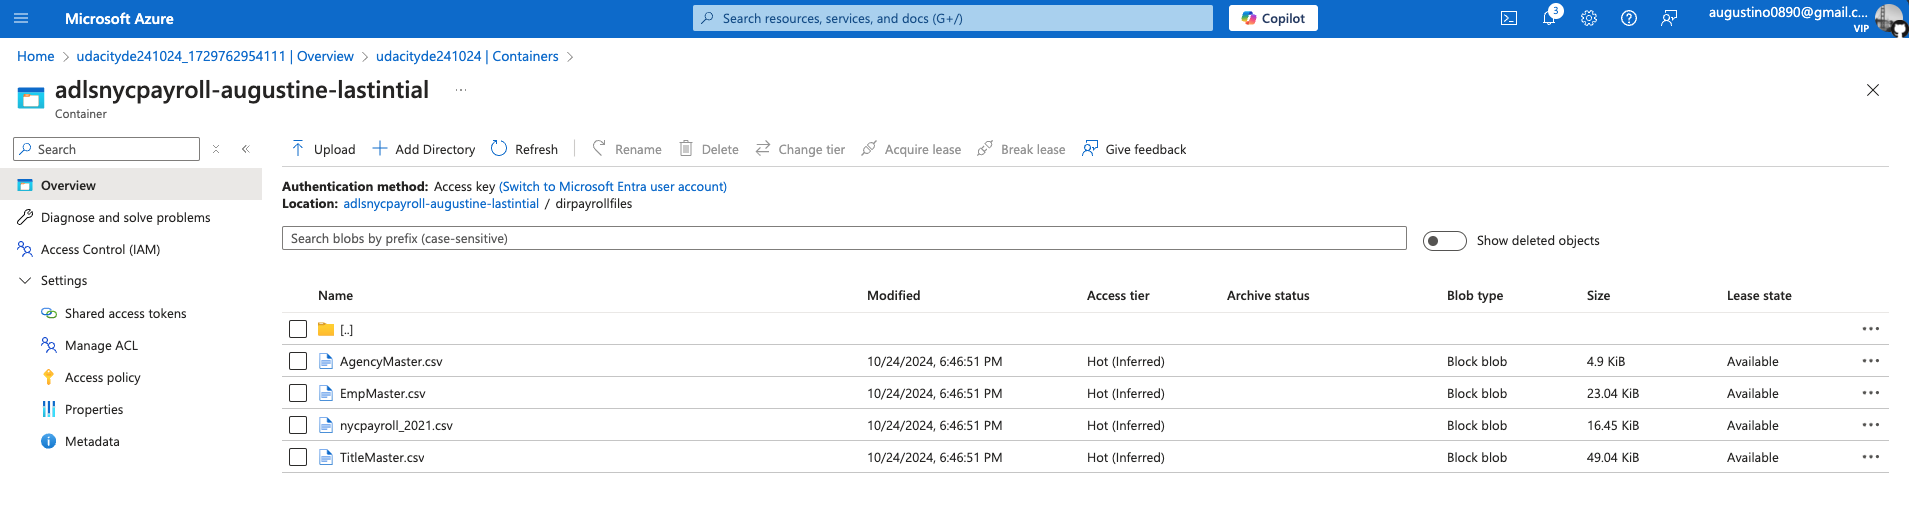 Microsoft Azure
Search resources, services, and docs (G+/)
Copilot
3
augustino0890@gmail.c...
VIP
Home > udacityde241024_1729762954111 | Overview > udacityde241024 | Containers >
adlsnycpayroll-augustine-lastintial ...
Container
Search
Overview
Diagnose and solve problems
Access Control (IAM)
Settings
Shared access tokens
Manage ACL
Access policy
Properties
Metadata
Upload Add Directory Refresh Rename Delete Change tier Acquire lease Break lease Give feedback
Authentication method: Access key (Switch to Microsoft Entra user account)
Location: adlsnycpayroll-augustine-lastintial / dirpayrollfiles
Search blobs by prefix (case-sensitive)
Show deleted objects
Name Modified Access tier Archive status Blob type Size Lease state
[..]
AgencyMaster.csv 10/24/2024, 6:46:51 PM Hot (Inferred) Block blob 4.9 KiB Available
EmpMaster.csv 10/24/2024, 6:46:51 PM Hot (Inferred) Block blob 23.04 KiB Available
nycpayroll_2021.csv 10/24/2024, 6:46:51 PM Hot (Inferred) Block blob 16.45 KiB Available
TitleMaster.csv 10/24/2024, 6:46:51 PM Hot (Inferred) Block blob 49.04 KiB Available